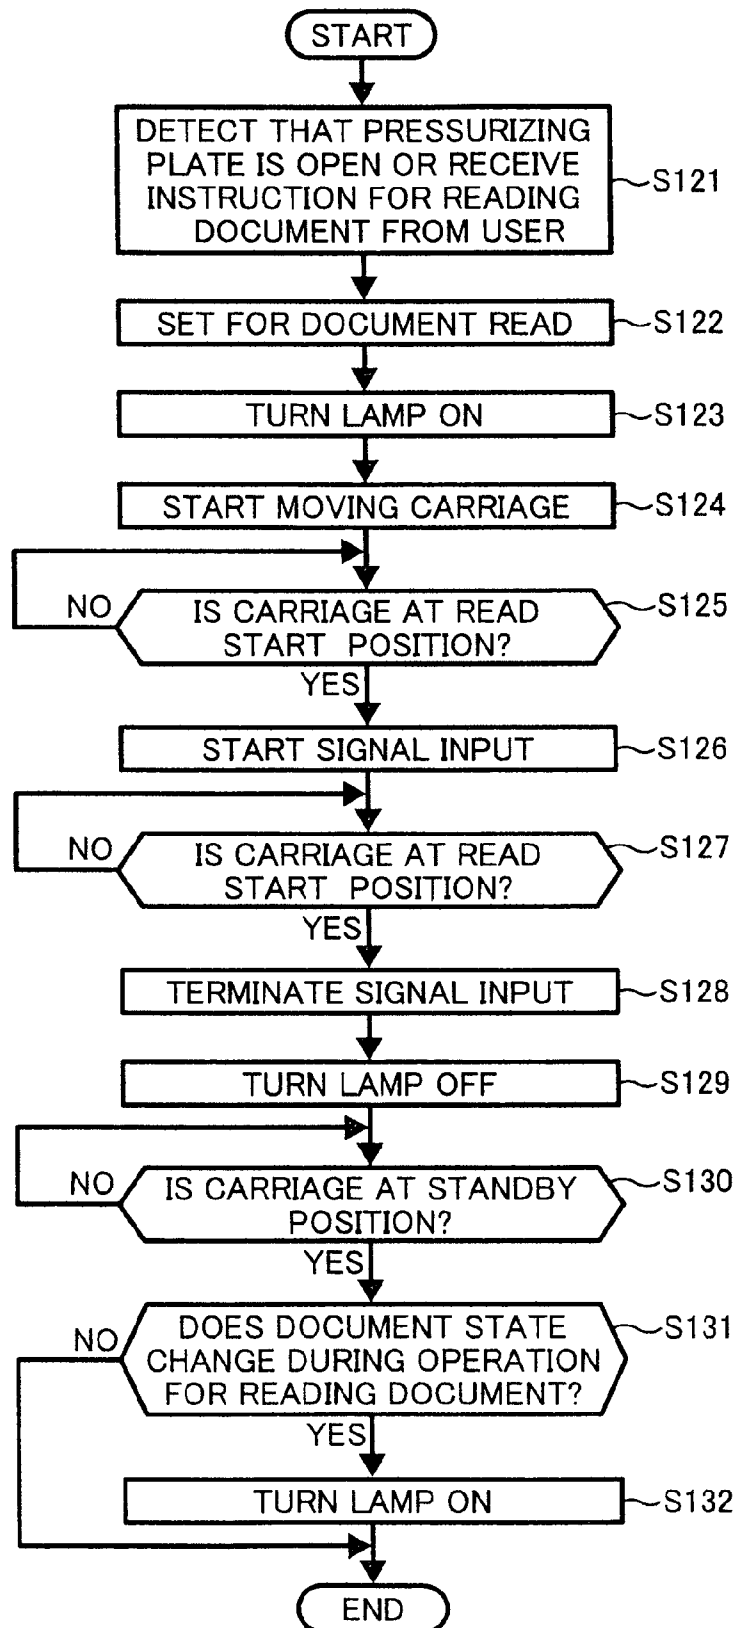 START
DETECT THAT PRESSURIZING
PLATE IS OPEN OR RECEIVE
INSTRUCTION FOR READING
DOCUMENT FROM USER
S121
SET FOR DOCUMENT READ
S122
TURN LAMP ON
S123
START MOVING CARRIAGE
S124
IS CARRIAGE AT READ
START POSITION?
S125
NO
YES
START SIGNAL INPUT
S126
IS CARRIAGE AT READ
START POSITION?
S127
NO
YES
TERMINATE SIGNAL INPUT
S128
TURN LAMP OFF
S129
IS CARRIAGE AT STANDBY
POSITION?
S130
NO
YES
DOES DOCUMENT STATE
CHANGE DURING OPERATION
FOR READING DOCUMENT?
S131
NO
YES
TURN LAMP ON
S132
END